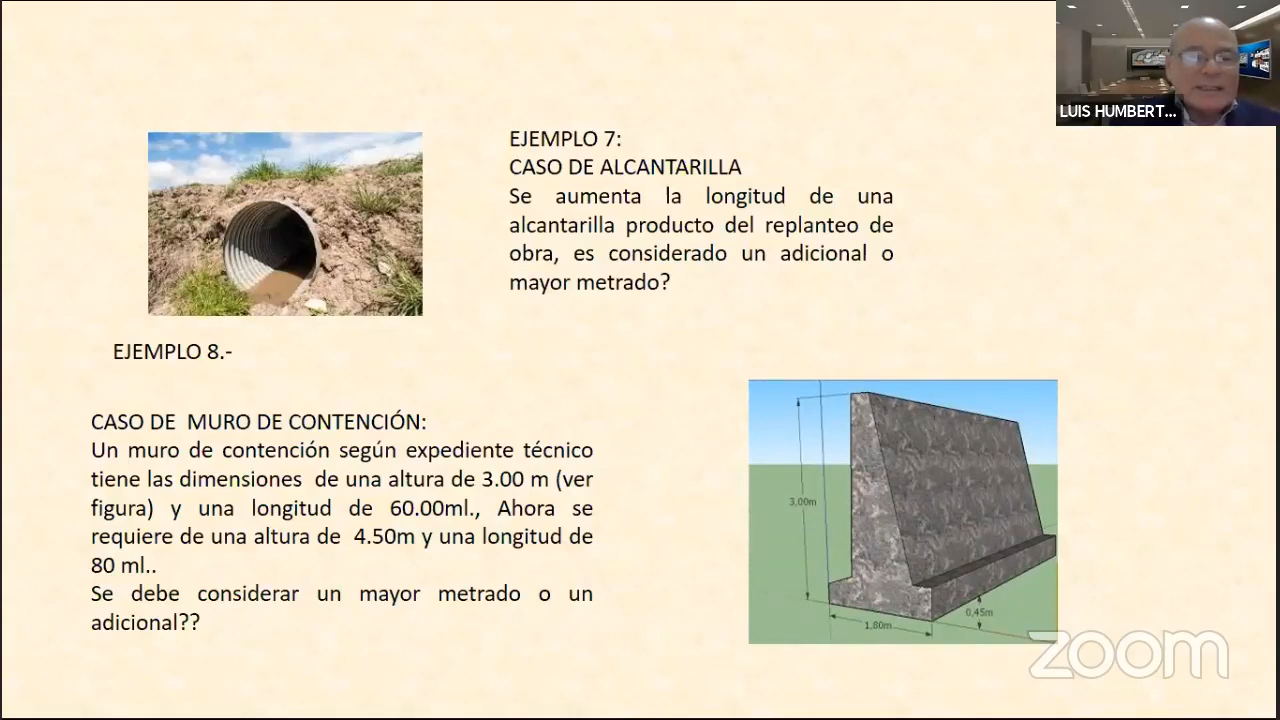 LUIS HUMBERT...
EJEMPLO 7:
CASO DE ALCANTARILLA
Se aumenta la longitud de una
alcantarilla producto del replanteo de
obra, es considerado un adicional o
mayor metrado?
EJEMPLO 8.-
CASO DE MURO DE CONTENCIÓN:
Un muro de contención según expediente técnico
tiene las dimensiones de una altura de 3.00 m (ver
figura) y una longitud de 60.00ml., Ahora se
requiere de una altura de 4.50m y una longitud de
80 ml..
Se debe considerar un mayor metrado o un
adicional??
3,00m
0,45m
1,80m
zoom